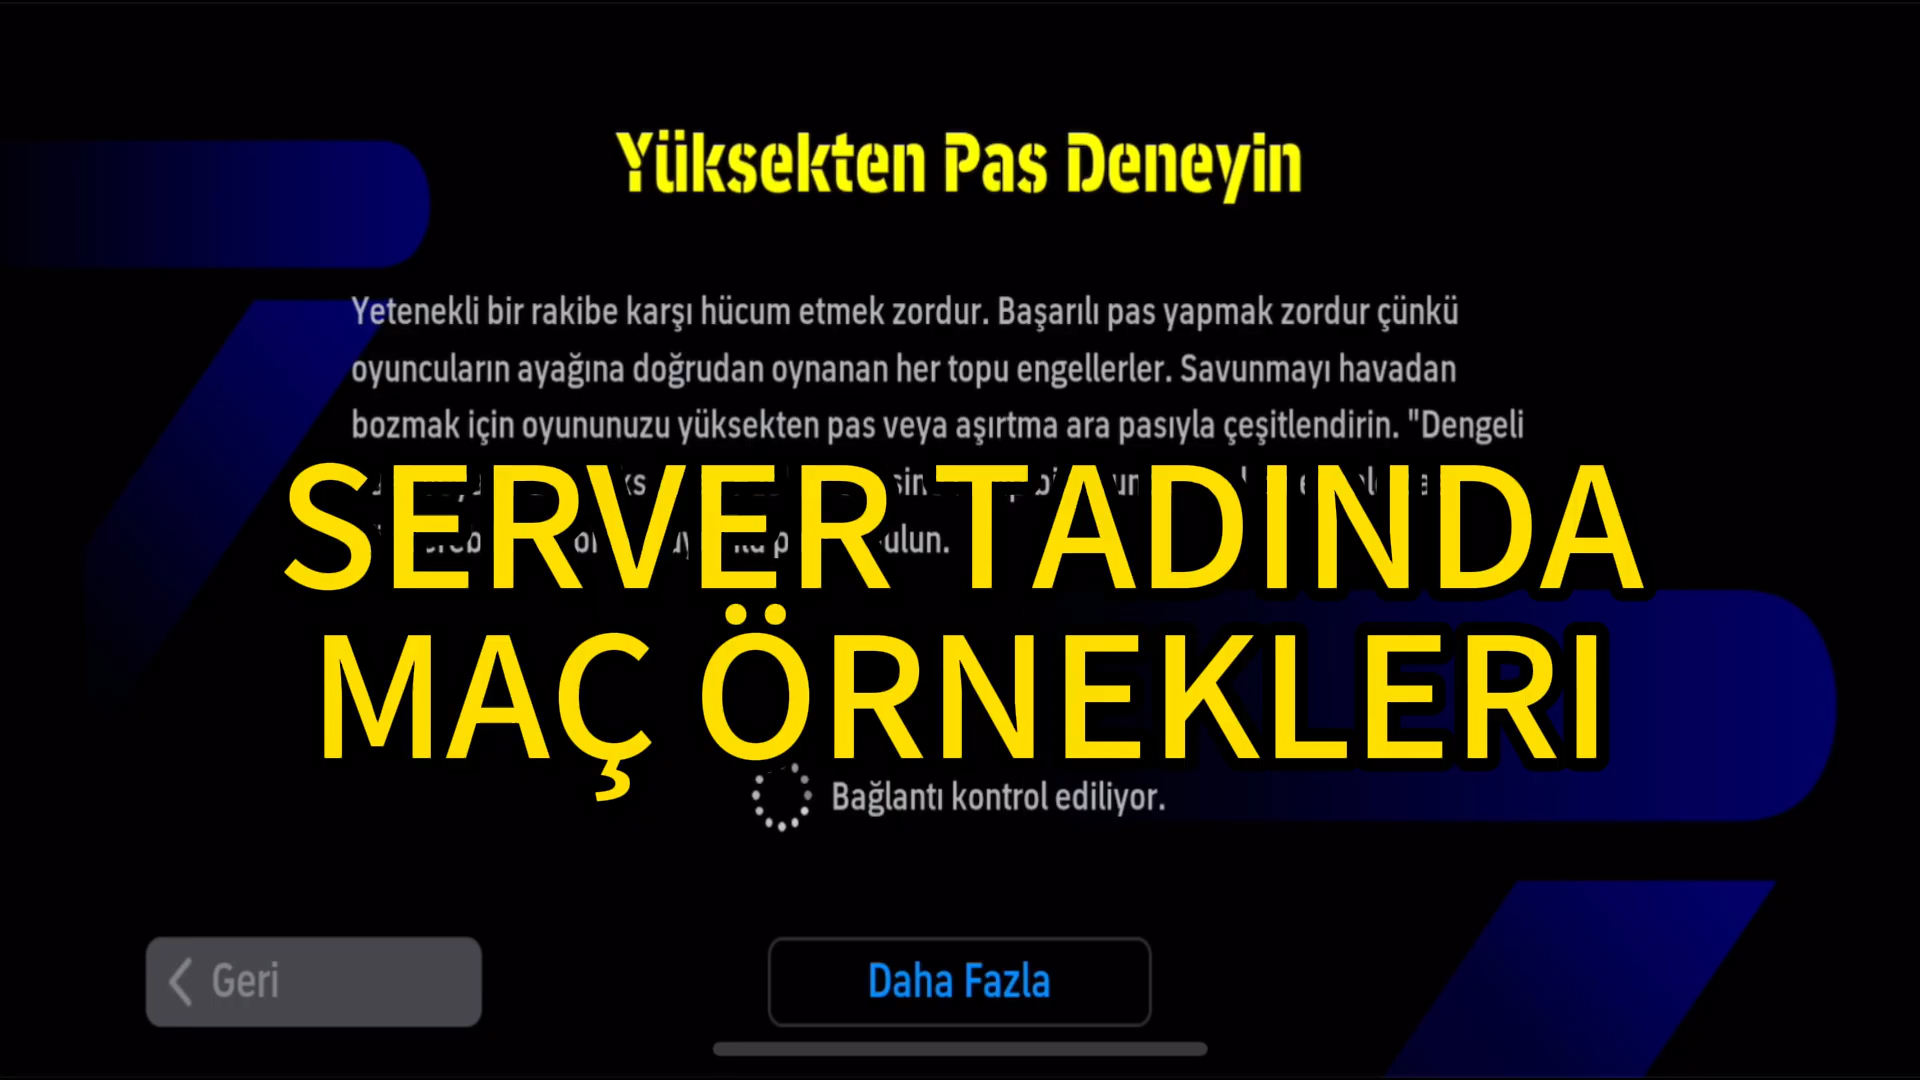 Yüksekten Pas Deneyin
Yetenekli bir rakibe karşı hücum etmek zordur. Başarılı pas yapmak zordur çünkü
oyuncuların ayağına doğrudan oynanan her topu engellerler. Savunmayı havadan
bozmak için oyununuzu yüksekten pas veya aşırtma ara pasıyla çeşitlendirin. "Dengeli
SERVER TADINDA
MAÇ ÖRNEKLERI
Bağlantı kontrol ediliyor.
Geri
Daha Fazla